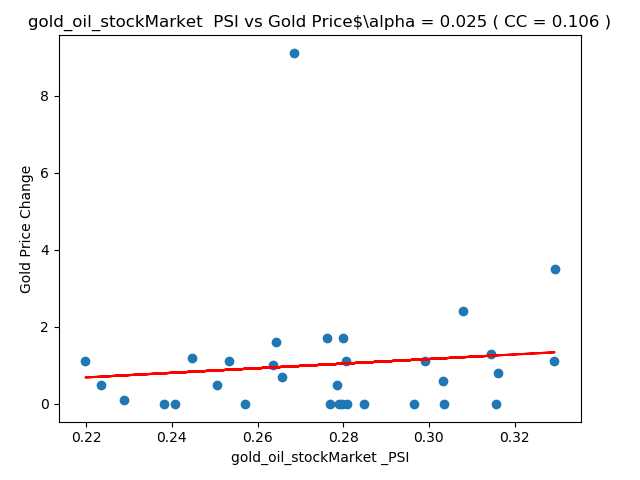 gold_oil_stockMarket  PSI vs Gold Price$\alpha = 0.025 ( CC = 0.106 )
Gold Price Change
8
6
4
2
0
0.22 0.24 0.26 0.28 0.30 0.32
gold_oil_stockMarket _PSI